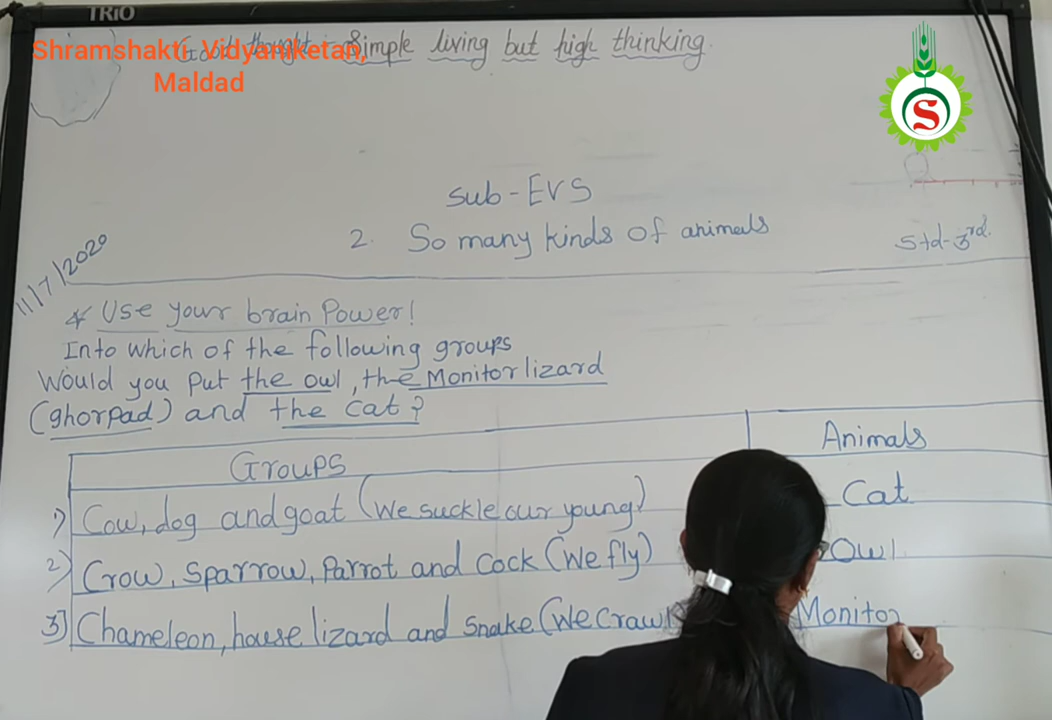 TRIO
Shramshakti Vidyaniketan,
Maldad
Good thought :- Simple living but high thinking.
S
Sub - EVS
2. So many kinds of animals
Std - 3rd.
11/7/2020
* Use your brain Power!
Into which of the following groups
Would you put the owl, the Monitor lizard
(ghorpad) and the cat?
Groups Animals
1) Cow, dog and goat (We suckle our young) Cat
2) Crow, Sparrow, Parrot and Cock (We fly) Owl
3] Chameleon, house lizard and Snake (We Crawl Monitor